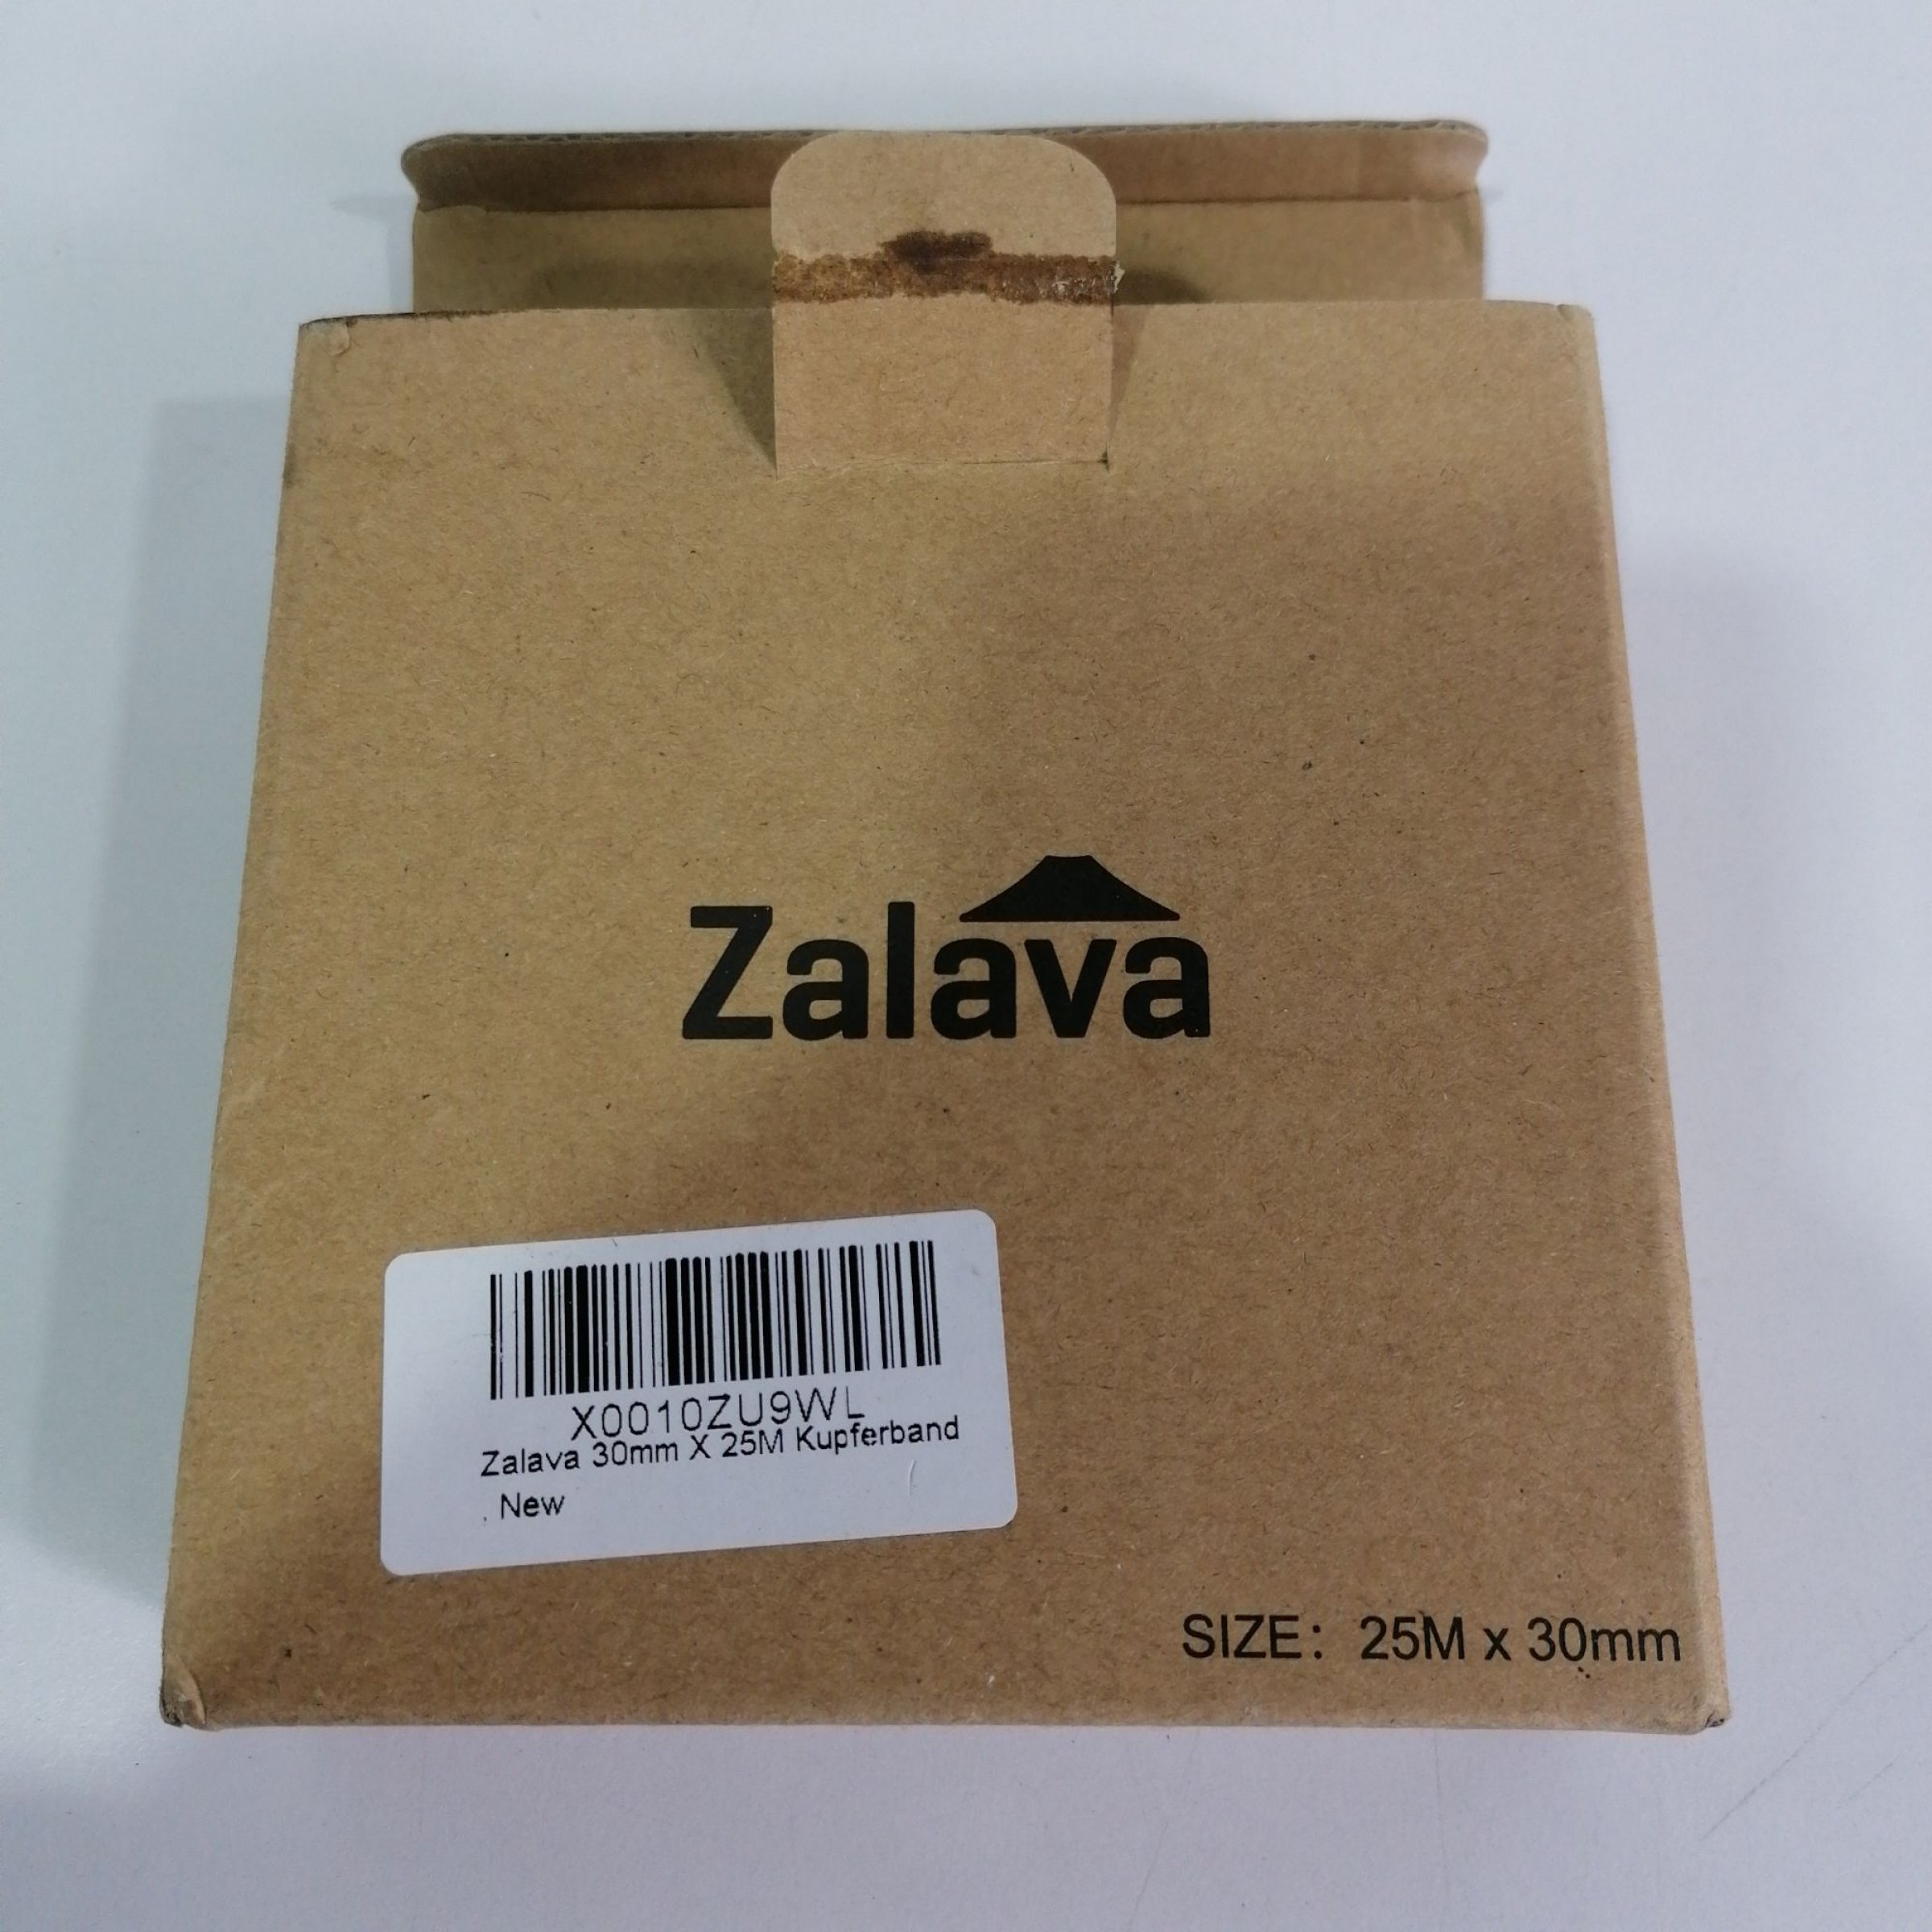 Zalava
X0010ZU9WL
Zalava 30mm X 25M Kupferband
. New
SIZE: 25M x 30mm